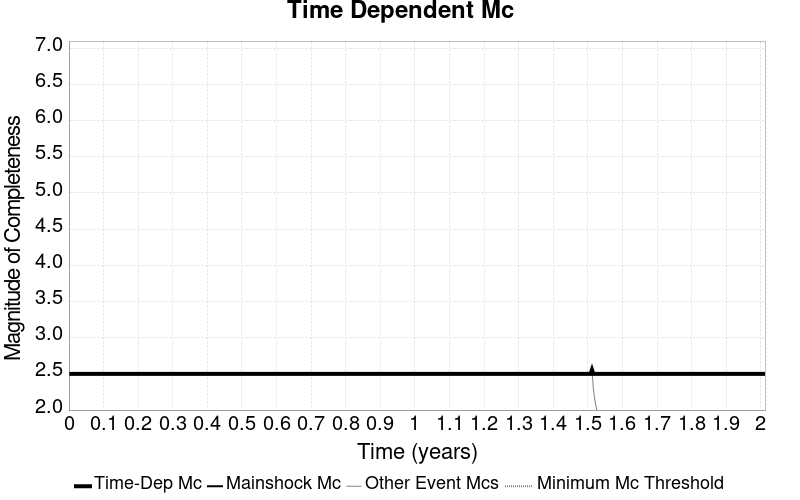 Time Dependent Mc
Magnitude of Completeness
7.0
6.5
6.0
5.5
5.0
4.5
4.0
3.5
3.0
2.5
2.0
0 0.1 0.2 0.3 0.4 0.5 0.6 0.7 0.8 0.9 1 1.1 1.2 1.3 1.4 1.5 1.6 1.7 1.8 1.9 2
Time (years)
Time-Dep Mc Mainshock Mc Other Event Mcs Minimum Mc Threshold